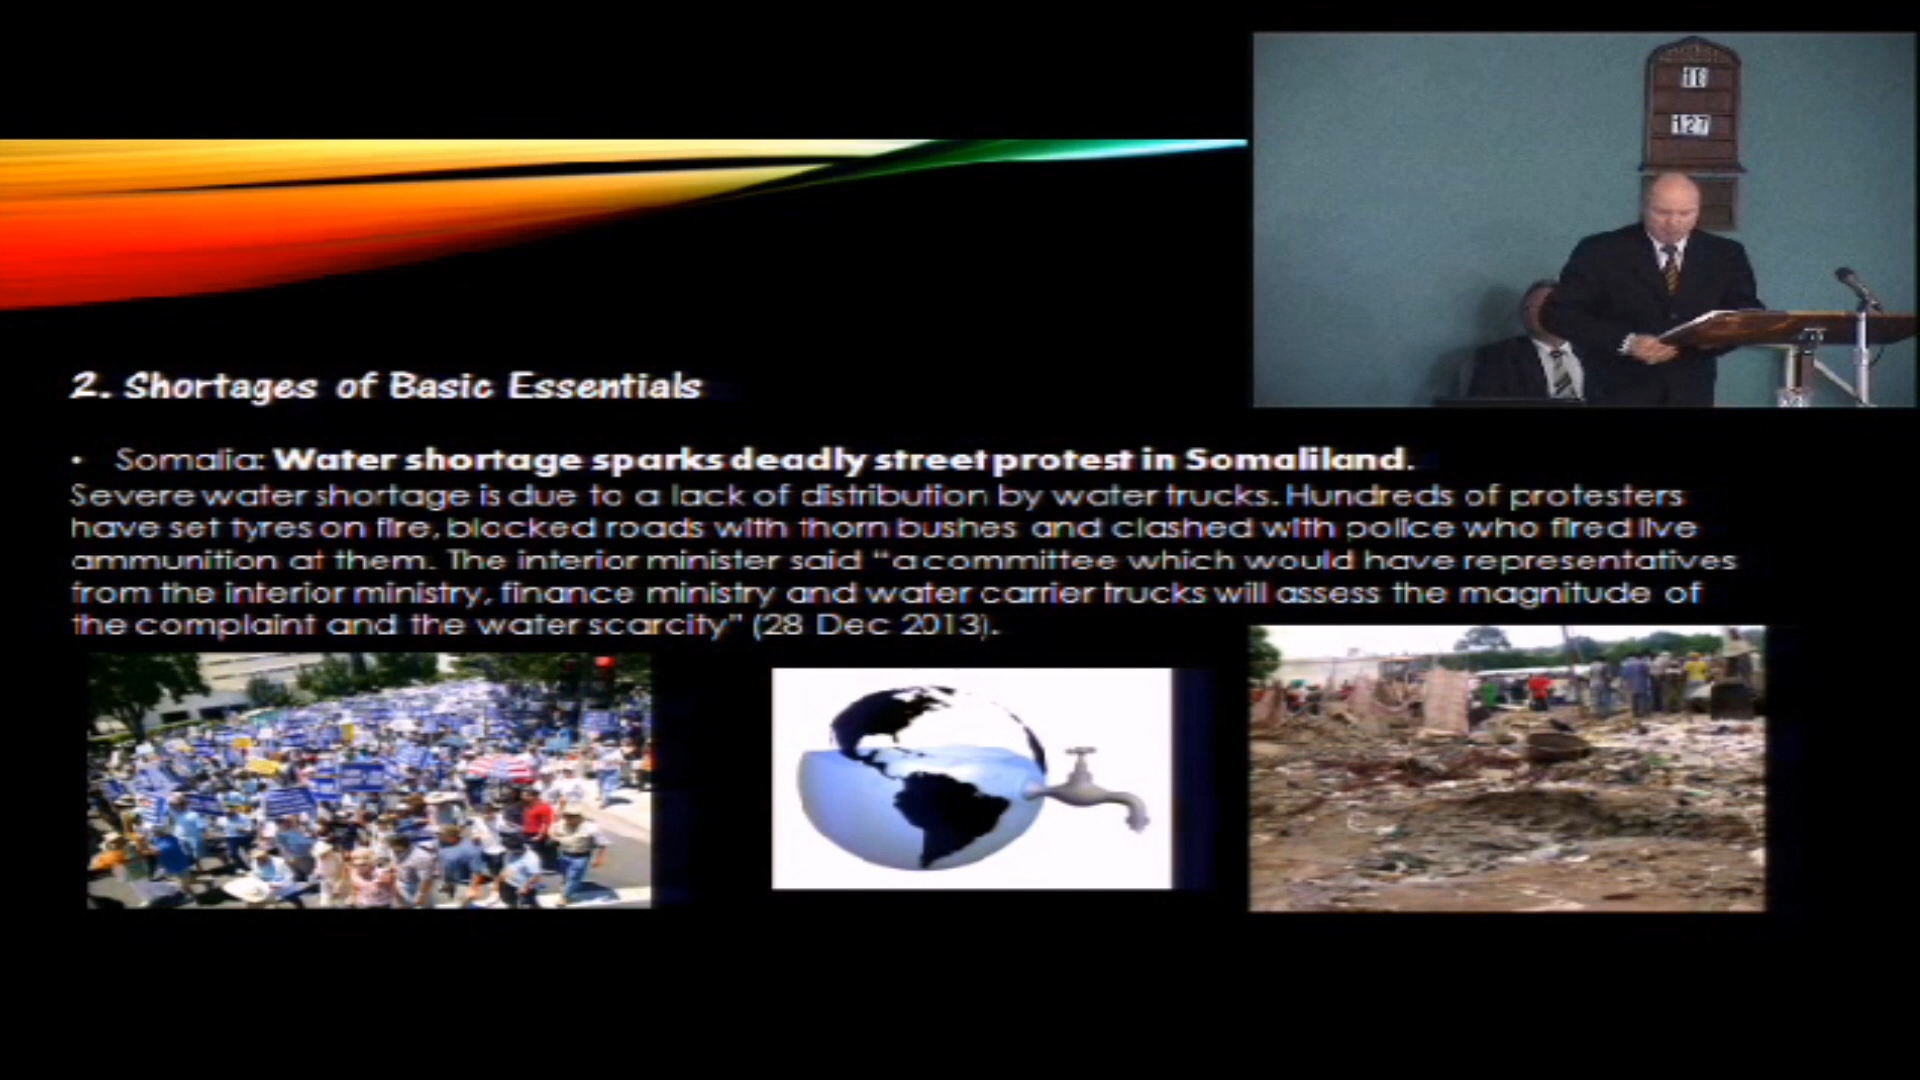 18
127
2. Shortages of Basic Essentials
• Somalia: Water shortage sparks deadly street protest in Somaliland.
Severe water shortage is due to a lack of distribution by water trucks. Hundreds of protesters
have set tyres on fire, blocked roads with thorn bushes and clashed with police who fired live
ammunition at them. The interior minister said "a committee which would have representatives
from the interior ministry, finance ministry and water carrier trucks will assess the magnitude of
the complaint and the water scarcity" (28 Dec 2013).